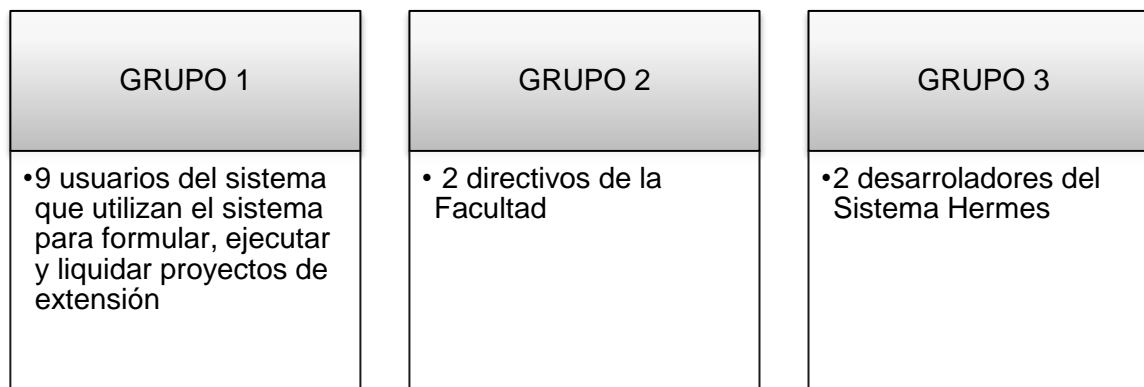 GRUPO 1
•9 usuarios del sistema
que utilizan el sistema
para formular, ejecutar
y liquidar proyectos de
extensión
GRUPO 2
• 2 directivos de la
Facultad
GRUPO 3
•2 desarroladores del
Sistema Hermes